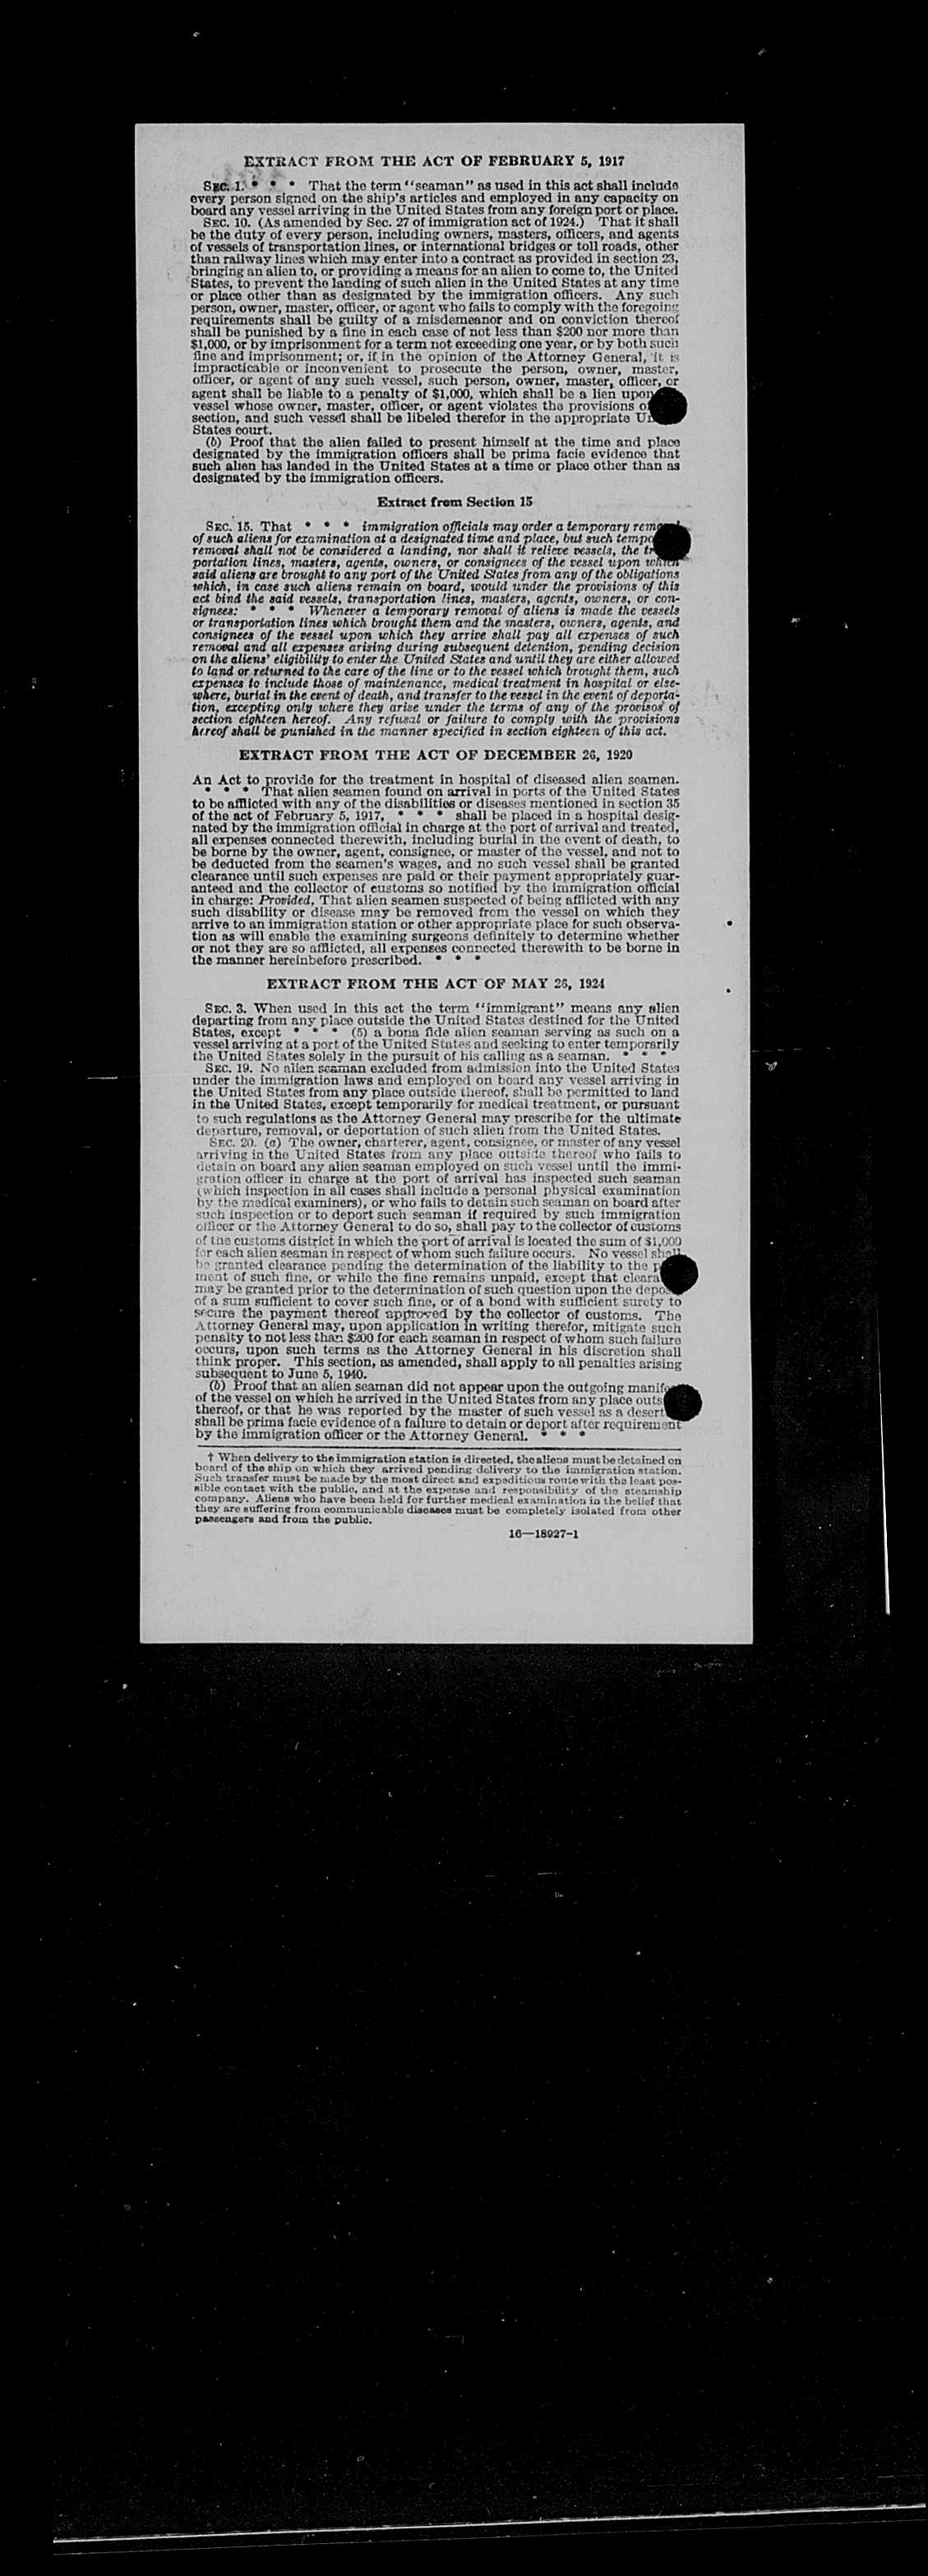 EXTRACT FROM THE ACT OF FEBRUARY 5, 1917
SEC. 1. * * * That the term "seaman" as used in this act shall include
every person signed on the ship's articles and employed in any capacity on
board any vessel arriving in the United States from any foreign port or place.
SEC. 10. (As amended by Sec. 27 of immigration act of 1924.) That it shall
be the duty of every person, including owners, masters, officers, and agents
of vessels of transportation lines, or international bridges or toll roads, other
than railway lines which may enter into a contract as provided in section 23,
bringing an alien to, or providing a means for an alien to come to, the United
States, to prevent the landing of such alien in the United States at any time
or place other than as designated by the immigration officers. Any such
person, owner, master, officer, or agent who fails to comply with the foregoing
requirements shall be guilty of a misdemeanor and on conviction thereof
shall be punished by a fine in each case of not less than $200 nor more than
$1,000, or by imprisonment for a term not exceeding one year, or by both such
fine and imprisonment; or, if in the opinion of the Attorney General, it is
impracticable or inconvenient to prosecute the person, owner, master,
officer, or agent of any such vessel, such person, owner, master, officer, or
agent shall be liable to a penalty of $1,000, which shall be a lien upon
vessel whose owner, master, officer, or agent violates the provisions
section, and such vessel shall be libeled therefor in the appropriate
States court.
(b) Proof that the alien failed to present himself at the time and place
designated by the immigration officers shall be prima facie evidence that
such alien has landed in the United States at a time or place other than as
designated by the immigration officers.
Extract from Section 15
SEC. 15. That * * * immigration officials may order a temporary
of such aliens for examination at a designated time and place, but such
removal shall not be considered a landing, nor shall it relieve vessels, the
portation lines, masters, agents, owners, or consignees of the vessel upon which
said aliens are brought to any port of the United States from any of the obligations
which, in case such aliens remain on board, would under the provisions of this
act bind the said vessels, transportation lines, masters, agents, owners, or con-
signees: * * * Whenever a temporary removal of aliens is made the vessels
or transportation lines which brought them and the masters, owners, agents, and
consignees of the vessel upon which they arrive shall pay all expenses of such
removal and all expenses arising during subsequent detention, pending decision
on the aliens' eligibility to enter the United States and until they are either allowed
to land or returned to the care of the line or to the vessel which brought them, such
expenses to include those of maintenance, medical treatment in hospital or else-
where, burial in the event of death, and transfer to the vessel in the event of deporta-
tion, excepting only where they arise under the terms of any of the provisos of
section eighteen hereof. Any refusal or failure to comply with the provisions
hereof shall be punished in the manner specified in section eighteen of this act.
EXTRACT FROM THE ACT OF DECEMBER 26, 1920
An Act to provide for the treatment in hospital of diseased alien seamen.
* * * That alien seamen found on arrival in ports of the United States
to be afflicted with any of the disabilities or diseases mentioned in section 35
of the act of February 5, 1917, * * * shall be placed in a hospital desig-
nated by the immigration official in charge at the port of arrival and treated,
all expenses connected therewith, including burial in the event of death, to
be borne by the owner, agent, consignee, or master of the vessel, and not to
be deducted from the seamen's wages, and no such vessel shall be granted
clearance until such expenses are paid or their payment appropriately guar-
anteed and the collector of customs so notified by the immigration official
in charge: Provided, That alien seamen suspected of being afflicted with any
such disability or disease may be removed from the vessel on which they
arrive to an immigration station or other appropriate place for such observa-
tion as will enable the examining surgeons definitely to determine whether
or not they are so afflicted, all expenses connected therewith to be borne in
the manner hereinbefore prescribed. * * *
EXTRACT FROM THE ACT OF MAY 26, 1924
SEC. 3. When used in this act the term "immigrant" means any alien
departing from any place outside the United States destined for the United
States, except * * * (5) a bona fide alien seaman serving as such on a
vessel arriving at a port of the United States and seeking to enter temporarily
the United States solely in the pursuit of his calling as a seaman. * * *
SEC. 19. No alien seaman excluded from admission into the United States
under the immigration laws and employed on board any vessel arriving in
the United States from any place outside thereof, shall be permitted to land
in the United States, except temporarily for medical treatment, or pursuant
to such regulations as the Attorney General may prescribe for the ultimate
departure, removal, or deportation of such alien from the United States.
SEC. 20. (a) The owner, charterer, agent, consignee, or master of any vessel
arriving in the United States from any place outside thereof who fails to
detain on board any alien seaman employed on such vessel until the immi-
gration officer in charge at the port of arrival has inspected such seaman
(which inspection in all cases shall include a personal physical examination
by the medical examiners), or who fails to detain such seaman on board after
such inspection or to deport such seaman if required by such immigration
officer or the Attorney General to do so, shall pay to the collector of customs
of the customs district in which the port of arrival is located the sum of $1,000
for each alien seaman in respect of whom such failure occurs. No vessel shall
be granted clearance pending the determination of the liability to the
ment of such fine, or while the fine remains unpaid, except that
may be granted prior to the determination of such question upon the
of a sum sufficient to cover such fine, or of a bond with sufficient surety to
secure the payment thereof approved by the collector of customs. The
Attorney General may, upon application in writing therefor, mitigate such
penalty to not less than $200 for each seaman in respect of whom such failure
occurs, upon such terms as the Attorney General in his discretion shall
think proper. This section, as amended, shall apply to all penalties arising
subsequent to June 5, 1940.
(b) Proof that an alien seaman did not appear upon the outgoing
of the vessel on which he arrived in the United States from any place
thereof, or that he was reported by the master of such vessel as a
shall be prima facie evidence of a failure to detain or deport after requirement
by the immigration officer or the Attorney General. * * *
† When delivery to the immigration station is directed, the aliens must be detained on
board of the ship on which they arrived pending delivery to the immigration station.
Such transfer must be made by the most direct and expeditious route with the least pos-
sible contact with the public, and at the expense and responsibility of the steamship
company. Aliens who have been held for further medical examination in the belief that
they are suffering from communicable diseases must be completely isolated from other
passengers and from the public.
16—18927-1